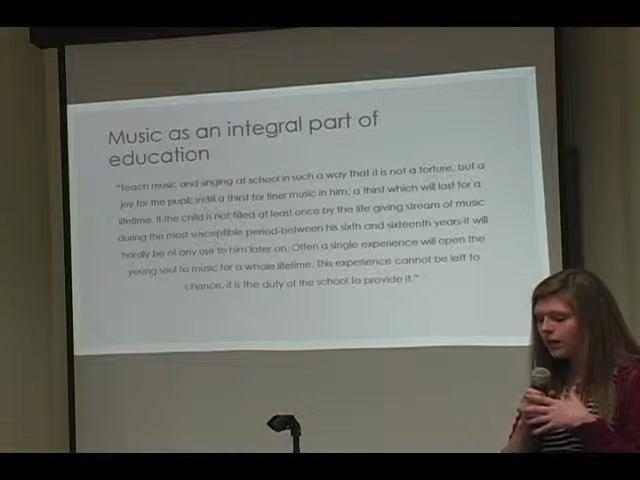 Music as an integral part of
education
"Teach music and singing at school in such a way that it is not a torture, but a
joy for the pupil; instill a thirst for finer music in him, a thirst which will last for a
lifetime. If the child is not filled at least once by the life giving stream of music
during the most susceptible period-between his sixth and sixteenth years-it will
hardly be of any use to him later on. Often a single experience will open the
young soul to music for a whole lifetime. This experience cannot be left to
chance, it is the duty of the school to provide it."